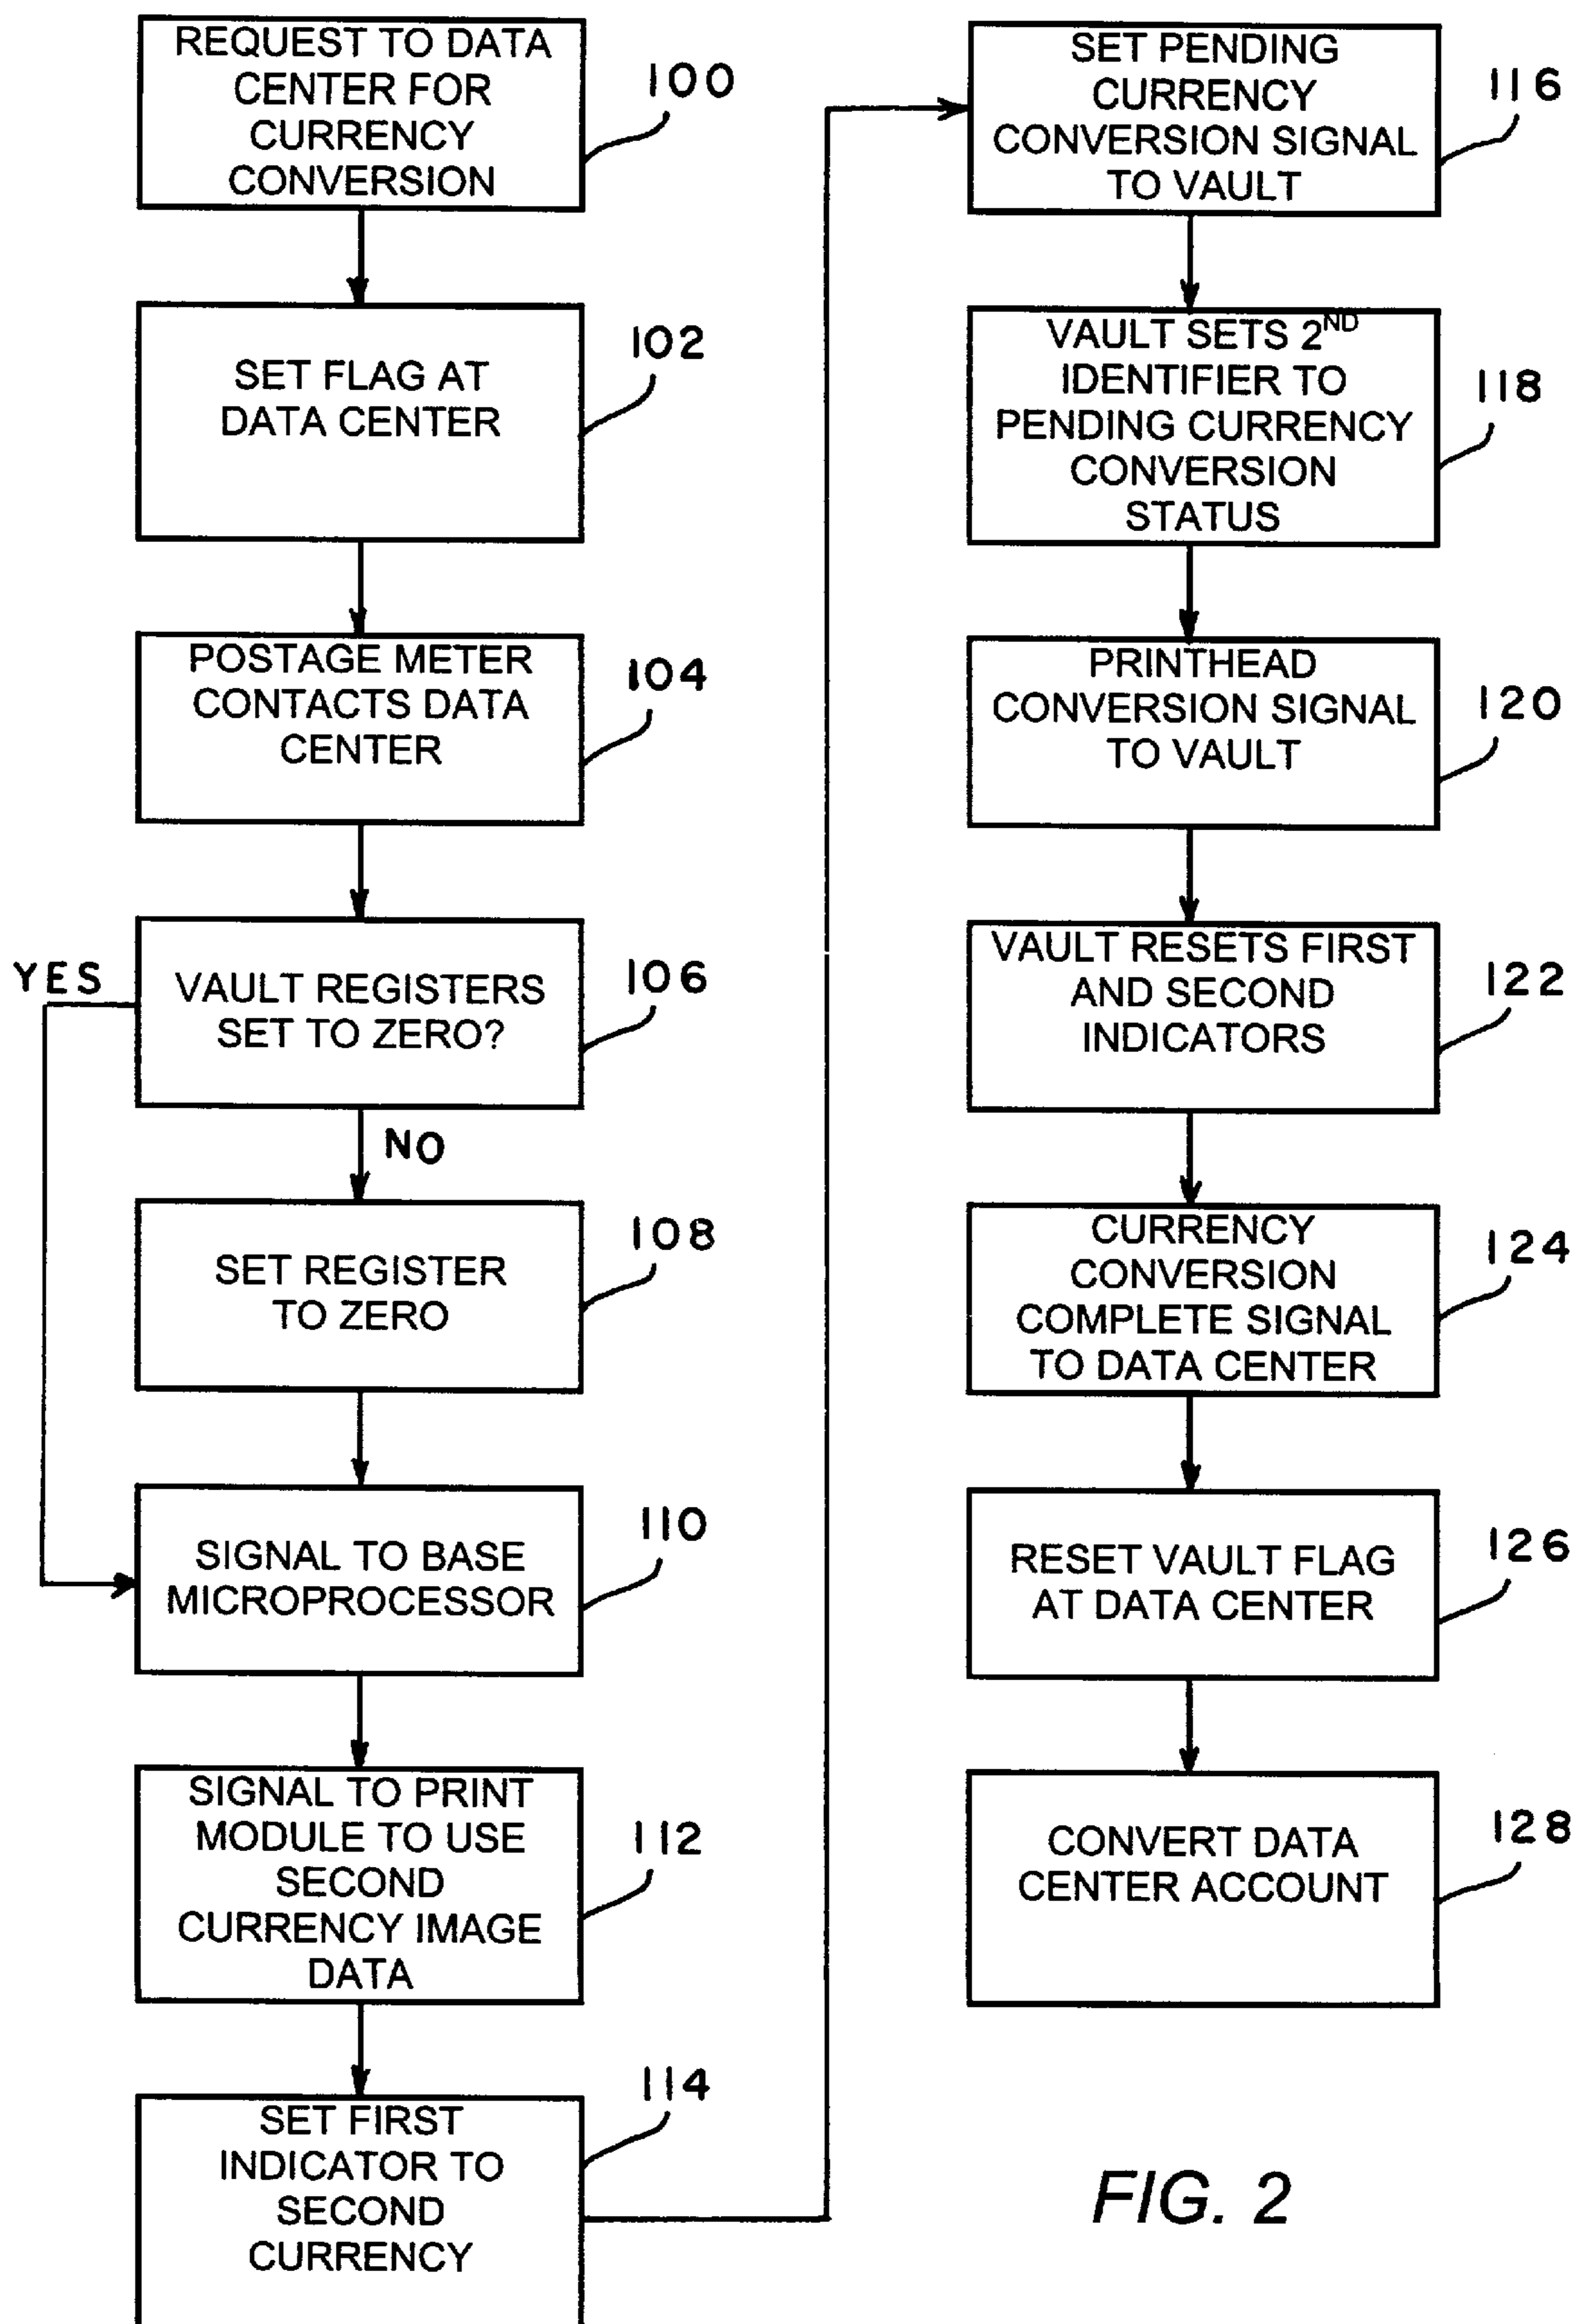 REQUEST TO DATA
CENTER FOR
CURRENCY
CONVERSION
100
SET FLAG AT
DATA CENTER
102
POSTAGE METER
CONTACTS DATA
CENTER
104
YES
VAULT REGISTERS
SET TO ZERO?
106
NO
SET REGISTER
TO ZERO
108
SIGNAL TO BASE
MICROPROCESSOR
110
SIGNAL TO PRINT
MODULE TO USE
SECOND
CURRENCY IMAGE
DATA
112
SET FIRST
INDICATOR TO
SECOND
CURRENCY
114
SET PENDING
CURRENCY
CONVERSION SIGNAL
TO VAULT
116
VAULT SETS 2ND
IDENTIFIER TO
PENDING CURRENCY
CONVERSION
STATUS
118
PRINTHEAD
CONVERSION SIGNAL
TO VAULT
120
VAULT RESETS FIRST
AND SECOND
INDICATORS
122
CURRENCY
CONVERSION
COMPLETE SIGNAL
TO DATA CENTER
124
RESET VAULT FLAG
AT DATA CENTER
126
CONVERT DATA
CENTER ACCOUNT
128
FIG. 2